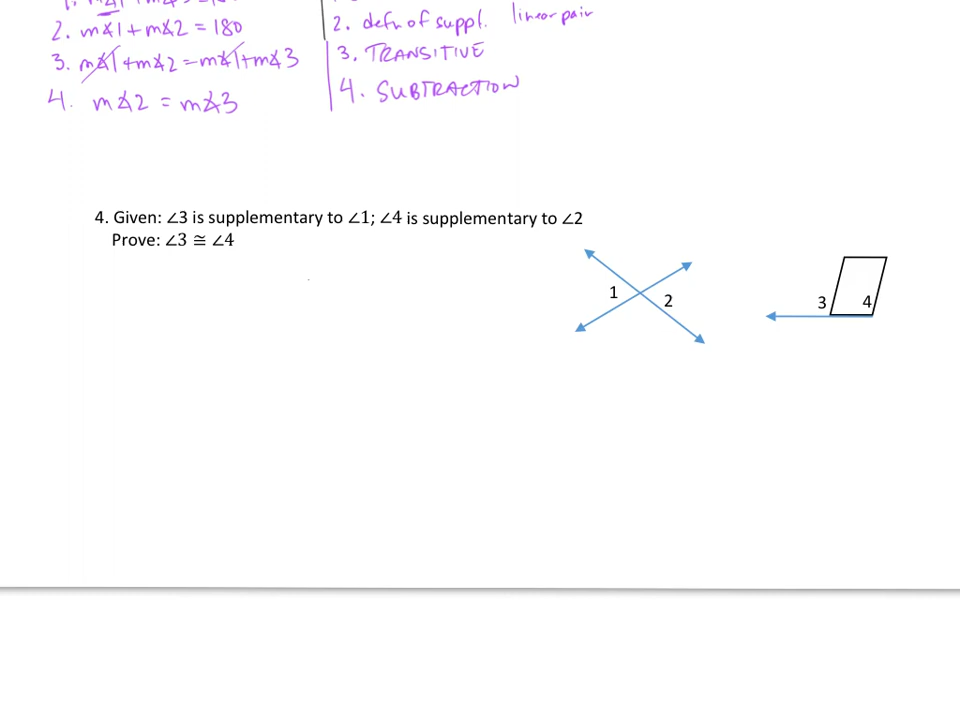 2. m∡1 + m∡2 = 180
2. defn of suppl. linear pair
3. m∡1 + m∡2 = m∡1 + m∡3
3. TRANSITIVE
4. m∡2 = m∡3
4. SUBTRACTION
4. Given: ∠3 is supplementary to ∠1; ∠4 is supplementary to ∠2
Prove: ∠3 ≅ ∠4
1
2
3
4